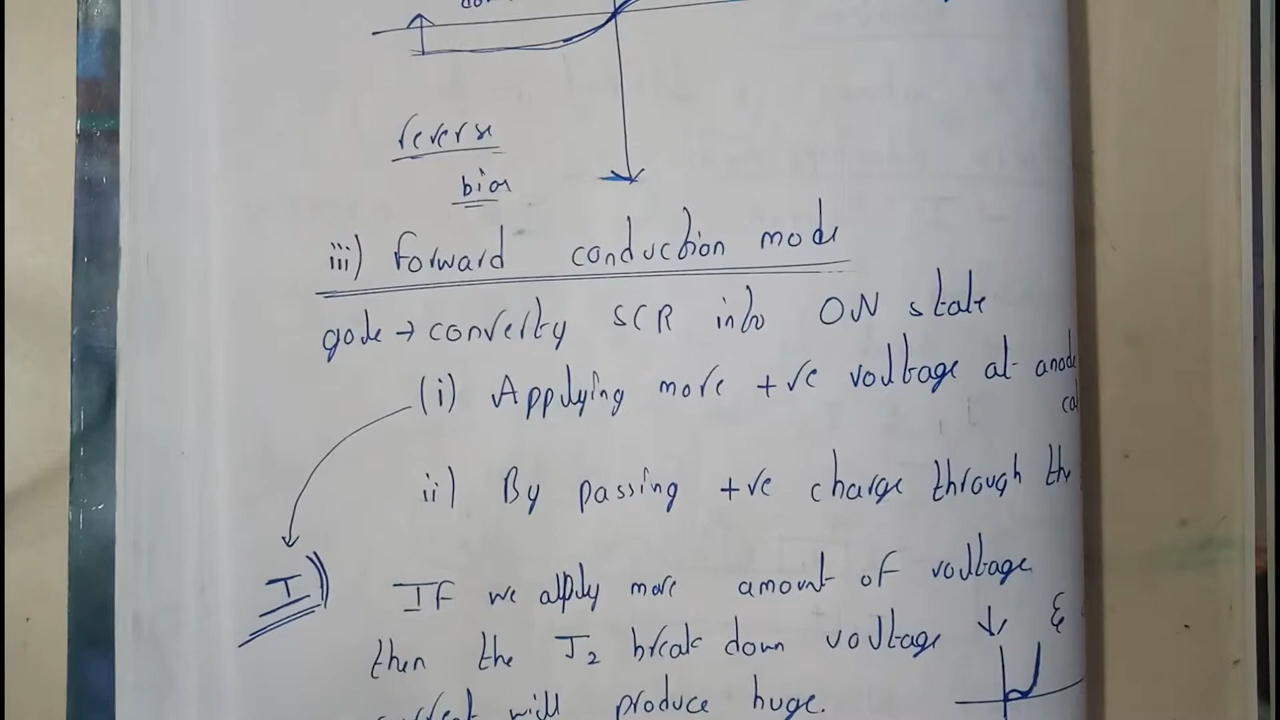 reverse
bias
iii) Forward conduction mode
gate → converting SCR into ON state
(i) Applying more +ve voltage at anod
ca
ii) By passing +ve charge through the
I) IF we apply more amount of voltage
then the J2 break down voltage ↓ &
will produce huge.